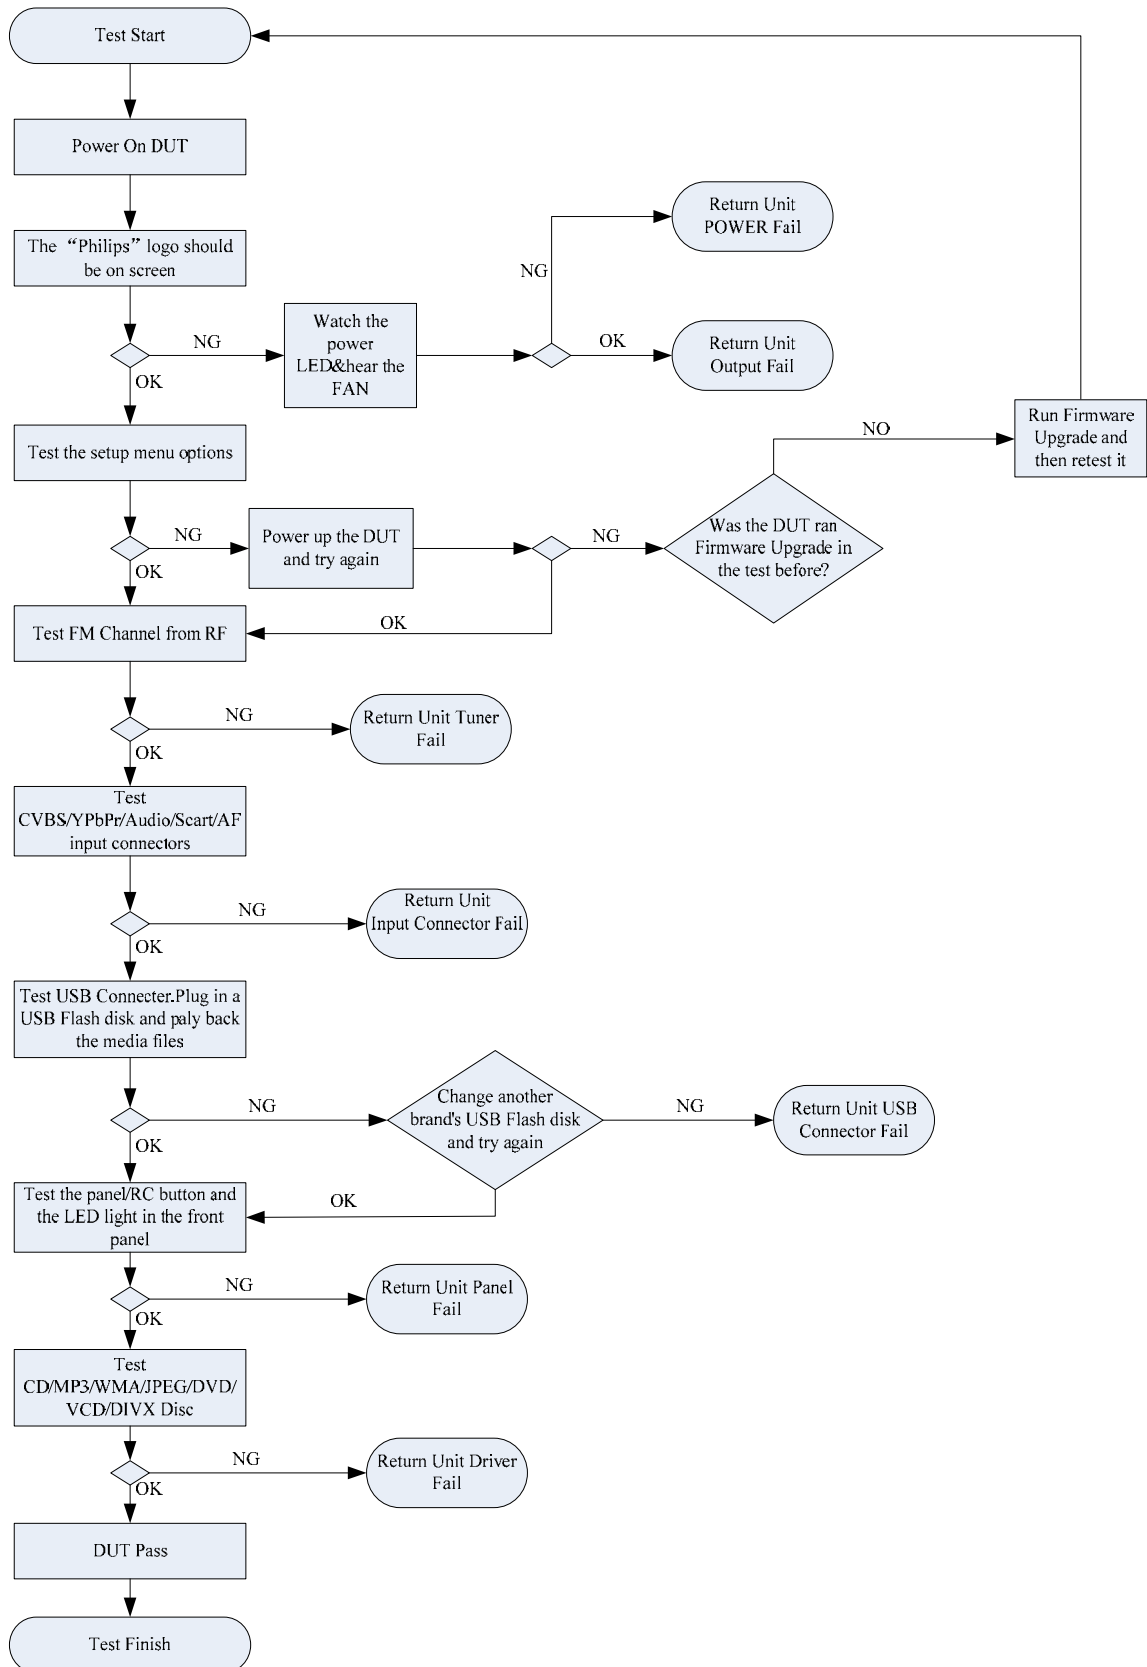 Test Start
Power On DUT
The “Philips” logo should
be on screen
NG
OK
Watch the
power
LED&hear the
FAN
NG
OK
Return Unit
POWER Fail
Return Unit
Output Fail
Test the setup menu options
NG
OK
Power up the DUT
and try again
NG
OK
Was the DUT ran
Firmware Upgrade in
the test before?
NO
Run Firmware
Upgrade and
then retest it
Test FM Channel from RF
NG
OK
Return Unit Tuner
Fail
Test
CVBS/YPbPr/Audio/Scart/AF
input connectors
NG
OK
Return Unit
Input Connector Fail
Test USB Connecter.Plug in a
USB Flash disk and paly back
the media files
NG
OK
Change another
brand's USB Flash disk
and try again
NG
OK
Return Unit USB
Connector Fail
Test the panel/RC button and
the LED light in the front
panel
NG
OK
Return Unit Panel
Fail
Test
CD/MP3/WMA/JPEG/DVD/
VCD/DIVX Disc
NG
OK
Return Unit Driver
Fail
DUT Pass
Test Finish